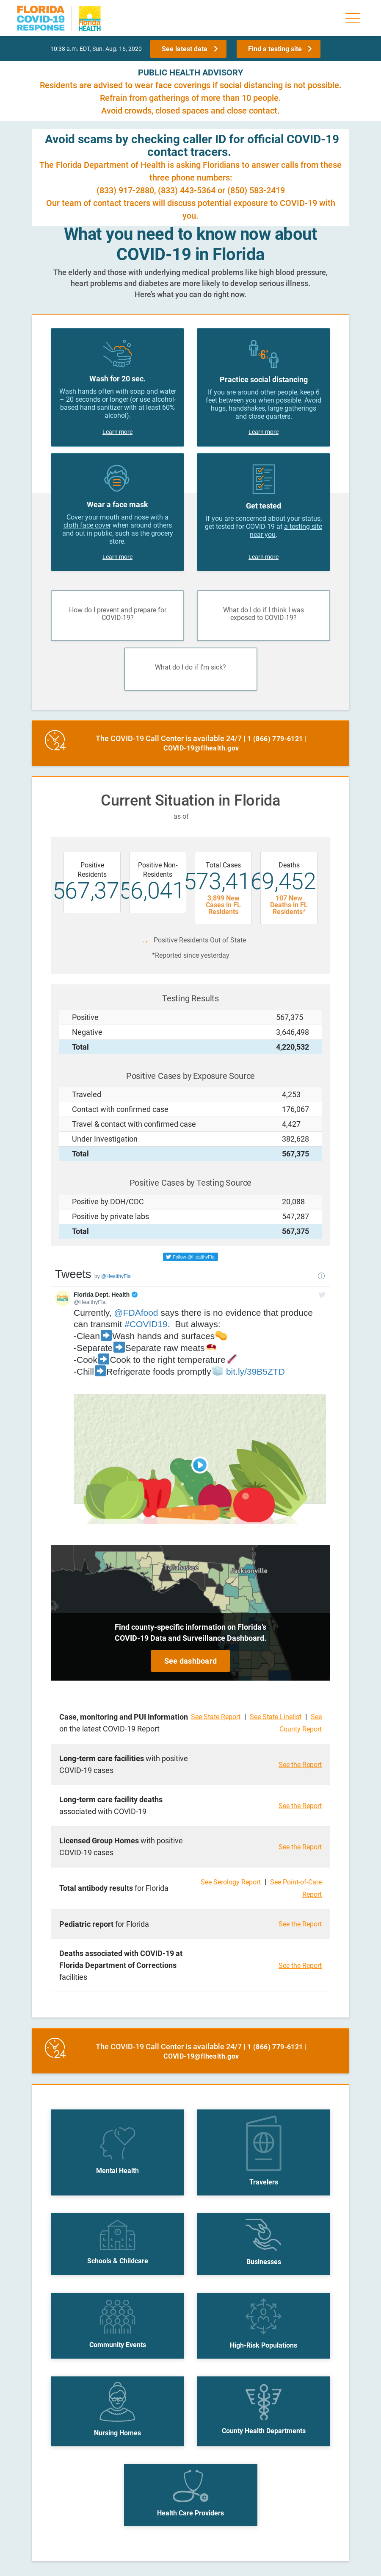 FLORIDA
COVID-19
RESPONSE
Florida
HEALTH
10:38 a.m. EDT, Sun. Aug. 16, 2020
See latest data
Find a testing site
PUBLIC HEALTH ADVISORY
Residents are advised to wear face coverings if social distancing is not possible.
Refrain from gatherings of more than 10 people.
Avoid crowds, closed spaces and close contact.
Avoid scams by checking caller ID for official COVID-19
contact tracers.
The Florida Department of Health is asking Floridians to answer calls from these
three phone numbers:
(833) 917-2880, (833) 443-5364 or (850) 583-2419
Our team of contact tracers will discuss potential exposure to COVID-19 with
you.
What you need to know now about
COVID-19 in Florida
The elderly and those with underlying medical problems like high blood pressure,
heart problems and diabetes are more likely to develop serious illness.
Here's what you can do right now.
Wash for 20 sec.
Wash hands often with soap and water
– 20 seconds or longer (or use alcohol-
based hand sanitizer with at least 60%
alcohol).
Learn more
6'
Practice social distancing
If you are around other people, keep 6
feet between you when possible. Avoid
hugs, handshakes, large gatherings
and close quarters.
Learn more
Wear a face mask
Cover your mouth and nose with a
cloth face cover when around others
and out in public, such as the grocery
store.
Learn more
Get tested
If you are concerned about your status,
get tested for COVID-19 at a testing site
near you.
Learn more
How do I prevent and prepare for
COVID-19?
What do I do if I think I was
exposed to COVID-19?
What do I do if I'm sick?
24
The COVID-19 Call Center is available 24/7 | 1 (866) 779-6121 |
COVID-19@flhealth.gov
Current Situation in Florida
as of
Positive
Residents
567,375
Positive Non-
Residents
6,041
Total Cases
573,416
3,899 New
Cases in FL
Residents
Deaths
9,452
107 New
Deaths in FL
Residents*
Positive Residents Out of State
*Reported since yesterday
Testing Results
Positive 567,375
Negative 3,646,498
Total 4,220,532
Positive Cases by Exposure Source
Traveled 4,253
Contact with confirmed case 176,067
Travel & contact with confirmed case 4,427
Under Investigation 382,628
Total 567,375
Positive Cases by Testing Source
Positive by DOH/CDC 20,088
Positive by private labs 547,287
Total 567,375
Follow @HealthyFla
Tweets by @HealthyFla
Florida Dept. Health
@HealthyFla
Currently, @FDAfood says there is no evidence that produce
can transmit #COVID19.  But always:
-Clean➡️Wash hands and surfaces
-Separate➡️Separate raw meats
-Cook➡️Cook to the right temperature
-Chill➡️Refrigerate foods promptly bit.ly/39B5ZTD
Tallahassee
Jacksonville
Find county-specific information on Florida's
COVID-19 Data and Surveillance Dashboard.
See dashboard
Case, monitoring and PUI information
on the latest COVID-19 Report
See State Report | See State Linelist | See
County Report
Long-term care facilities with positive
COVID-19 cases
See the Report
Long-term care facility deaths
associated with COVID-19
See the Report
Licensed Group Homes with positive
COVID-19 cases
See the Report
Total antibody results for Florida
See Serology Report | See Point-of-Care
Report
Pediatric report for Florida
See the Report
Deaths associated with COVID-19 at
Florida Department of Corrections
facilities
See the Report
24
The COVID-19 Call Center is available 24/7 | 1 (866) 779-6121 |
COVID-19@flhealth.gov
Mental Health
Travelers
Schools & Childcare
Businesses
Community Events
High-Risk Populations
Nursing Homes
County Health Departments
Health Care Providers